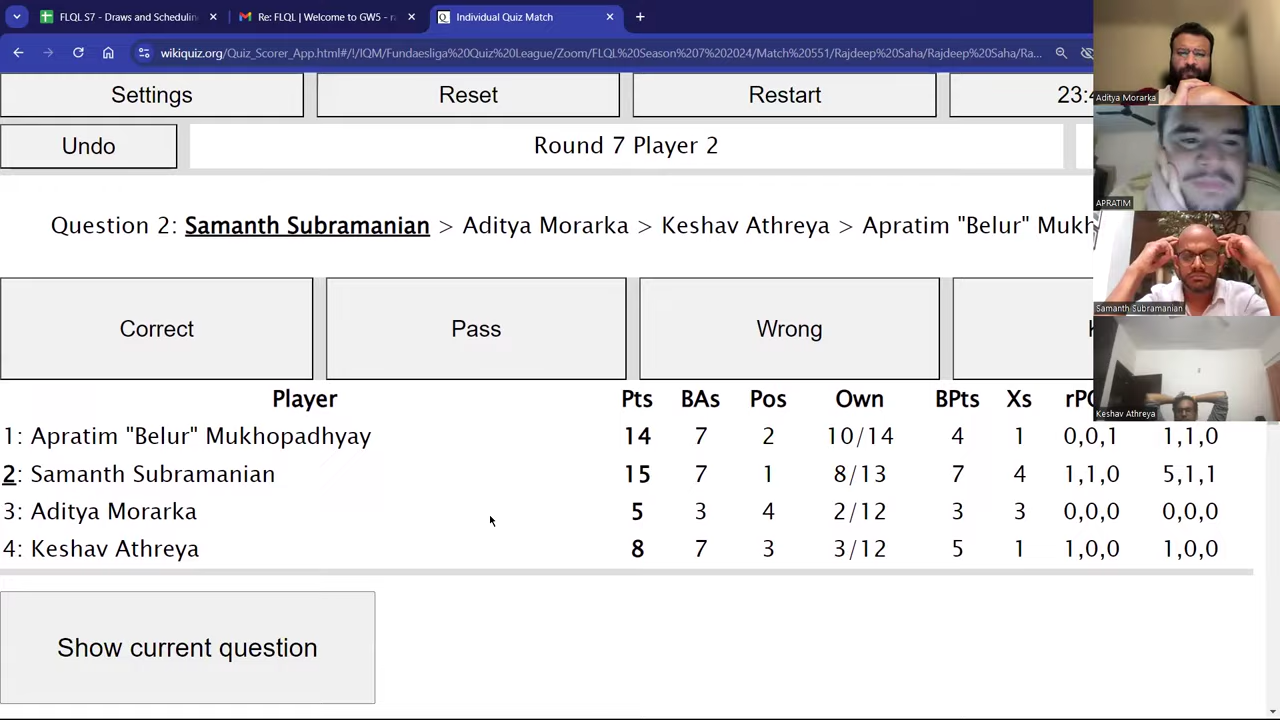 FLQL S7 - Draws and Schedulin
Re: FLQL | Welcome to GW5 - r
Individual Quiz Match
wikiquiz.org/Quiz_Scorer_App.html#/!/IQM/Fundaesliga%20Quiz%20League/Zoom/FLQL%20Season%207%202024/Match%20551/Rajdeep%20Saha/Rajdeep%20Saha/Ra...
Settings
Reset
Restart
23:4
Undo
Round 7 Player 2
Question 2: Samanth Subramanian > Aditya Morarka > Keshav Athreya > Apratim "Belur" Mukh
Correct
Pass
Wrong
Player Pts BAs Pos Own BPts Xs rPC
1: Apratim "Belur" Mukhopadhyay 14 7 2 10/14 4 1 0,0,1 1,1,0
2: Samanth Subramanian 15 7 1 8/13 7 4 1,1,0 5,1,1
3: Aditya Morarka 5 3 4 2/12 3 3 0,0,0 0,0,0
4: Keshav Athreya 8 7 3 3/12 5 1 1,0,0 1,0,0
Show current question
Aditya Morarka
APRATIM
Samanth Subramanian
Keshav Athreya